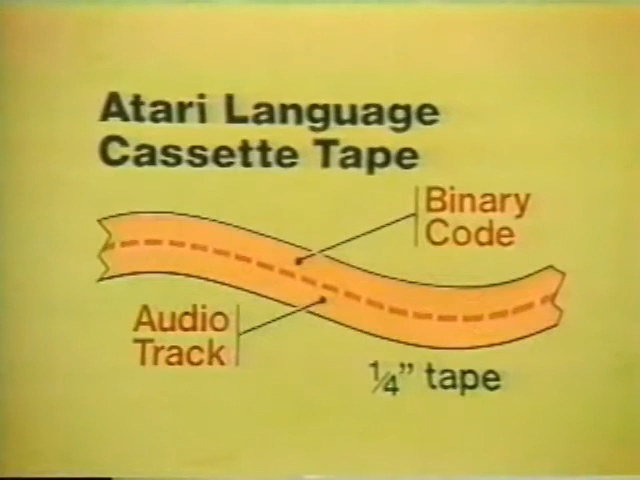 Atari Language
Cassette Tape
Binary
Code
Audio
Track
¼” tape